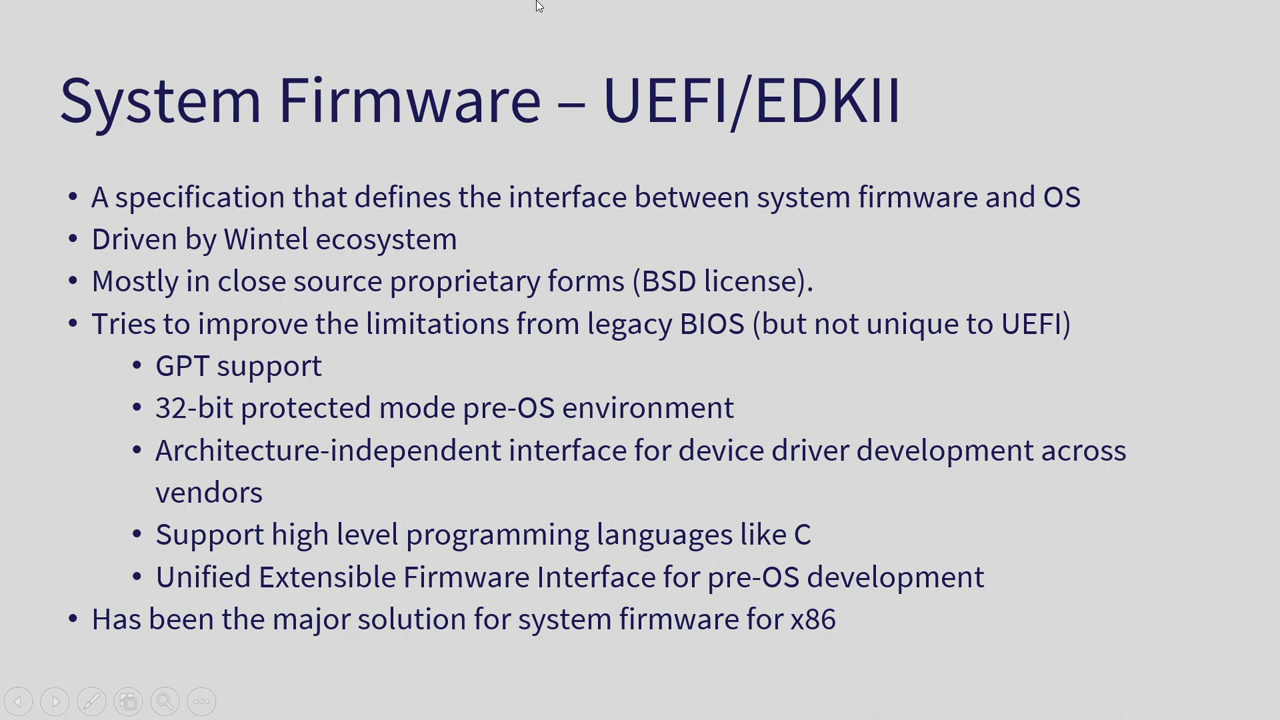 System Firmware – UEFI/EDKII
• A specification that defines the interface between system firmware and OS
• Driven by Wintel ecosystem
• Mostly in close source proprietary forms (BSD license).
• Tries to improve the limitations from legacy BIOS (but not unique to UEFI)
• GPT support
• 32-bit protected mode pre-OS environment
• Architecture-independent interface for device driver development across
vendors
• Support high level programming languages like C
• Unified Extensible Firmware Interface for pre-OS development
• Has been the major solution for system firmware for x86